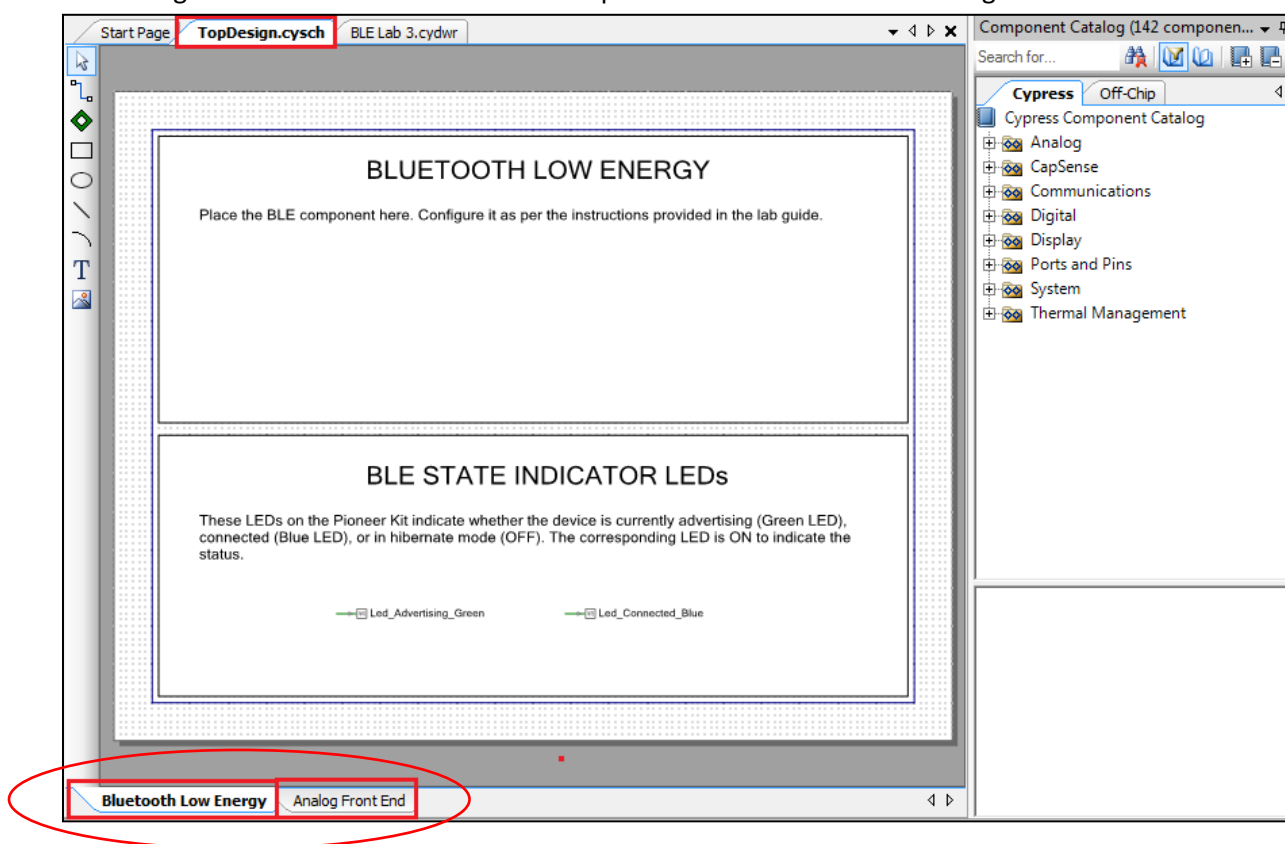 Start Page
TopDesign.cysch
BLE Lab 3.cydwr
Component Catalog (142 componen...
Search for...
Cypress
Off-Chip
Cypress Component Catalog
Analog
CapSense
Communications
Digital
Display
Ports and Pins
System
Thermal Management
BLUETOOTH LOW ENERGY
Place the BLE component here. Configure it as per the instructions provided in the lab guide.
BLE STATE INDICATOR LEDs
These LEDs on the Pioneer Kit indicate whether the device is currently advertising (Green LED),
connected (Blue LED), or in hibernate mode (OFF). The corresponding LED is ON to indicate the
status.
Led_Advertising_Green
Led_Connected_Blue
Bluetooth Low Energy
Analog Front End